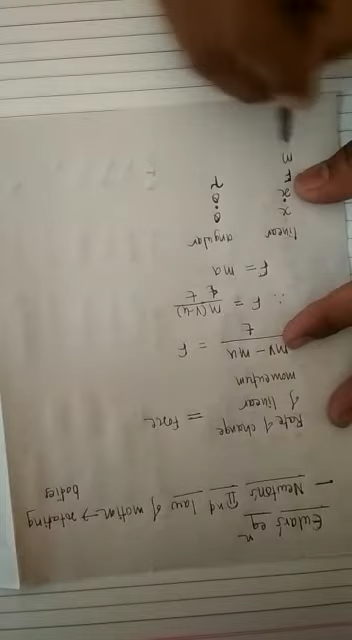 Eular's eqn
- Newton's IInd law of motion → rotating
bodies
Rate of change
of linear = Force
momentum
mv - mu / t = F
∴ F = m(v-u) / t
F = ma
linear angular
x θ
ẋ θ̇
F τ
m